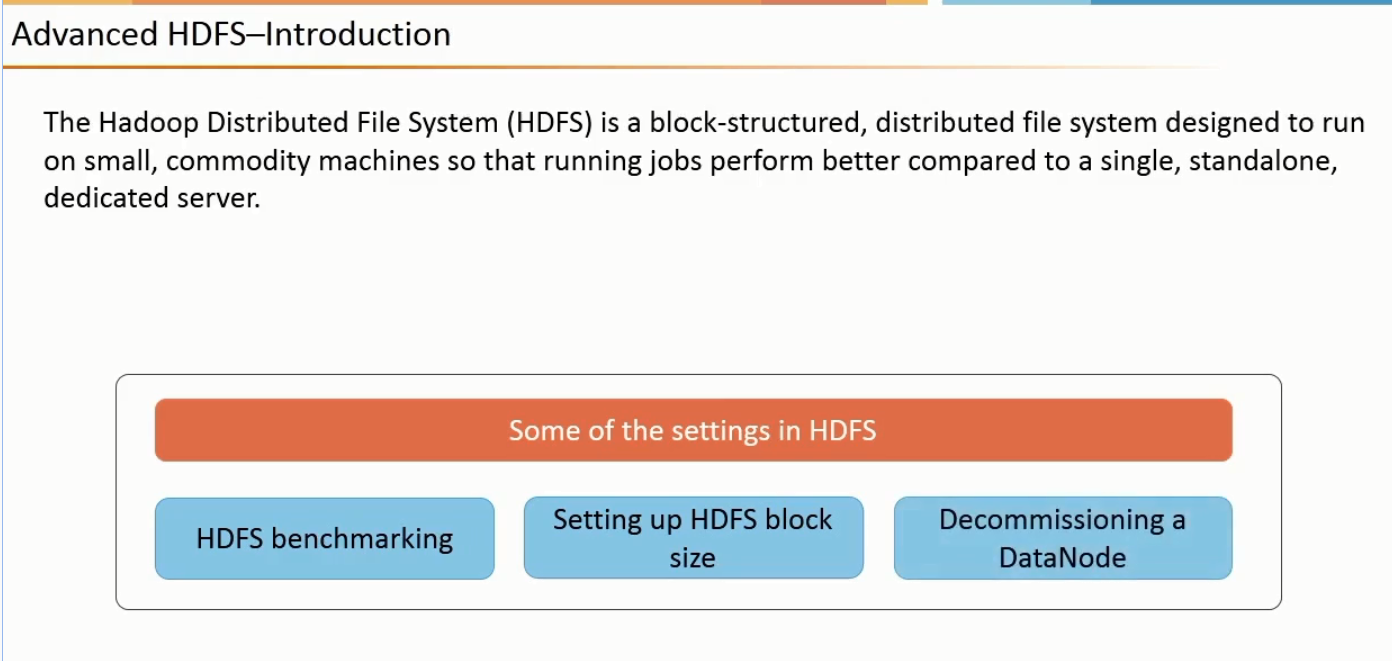 Advanced HDFS–Introduction
The Hadoop Distributed File System (HDFS) is a block-structured, distributed file system designed to run
on small, commodity machines so that running jobs perform better compared to a single, standalone,
dedicated server.
Some of the settings in HDFS
HDFS benchmarking
Setting up HDFS block
size
Decommissioning a
DataNode